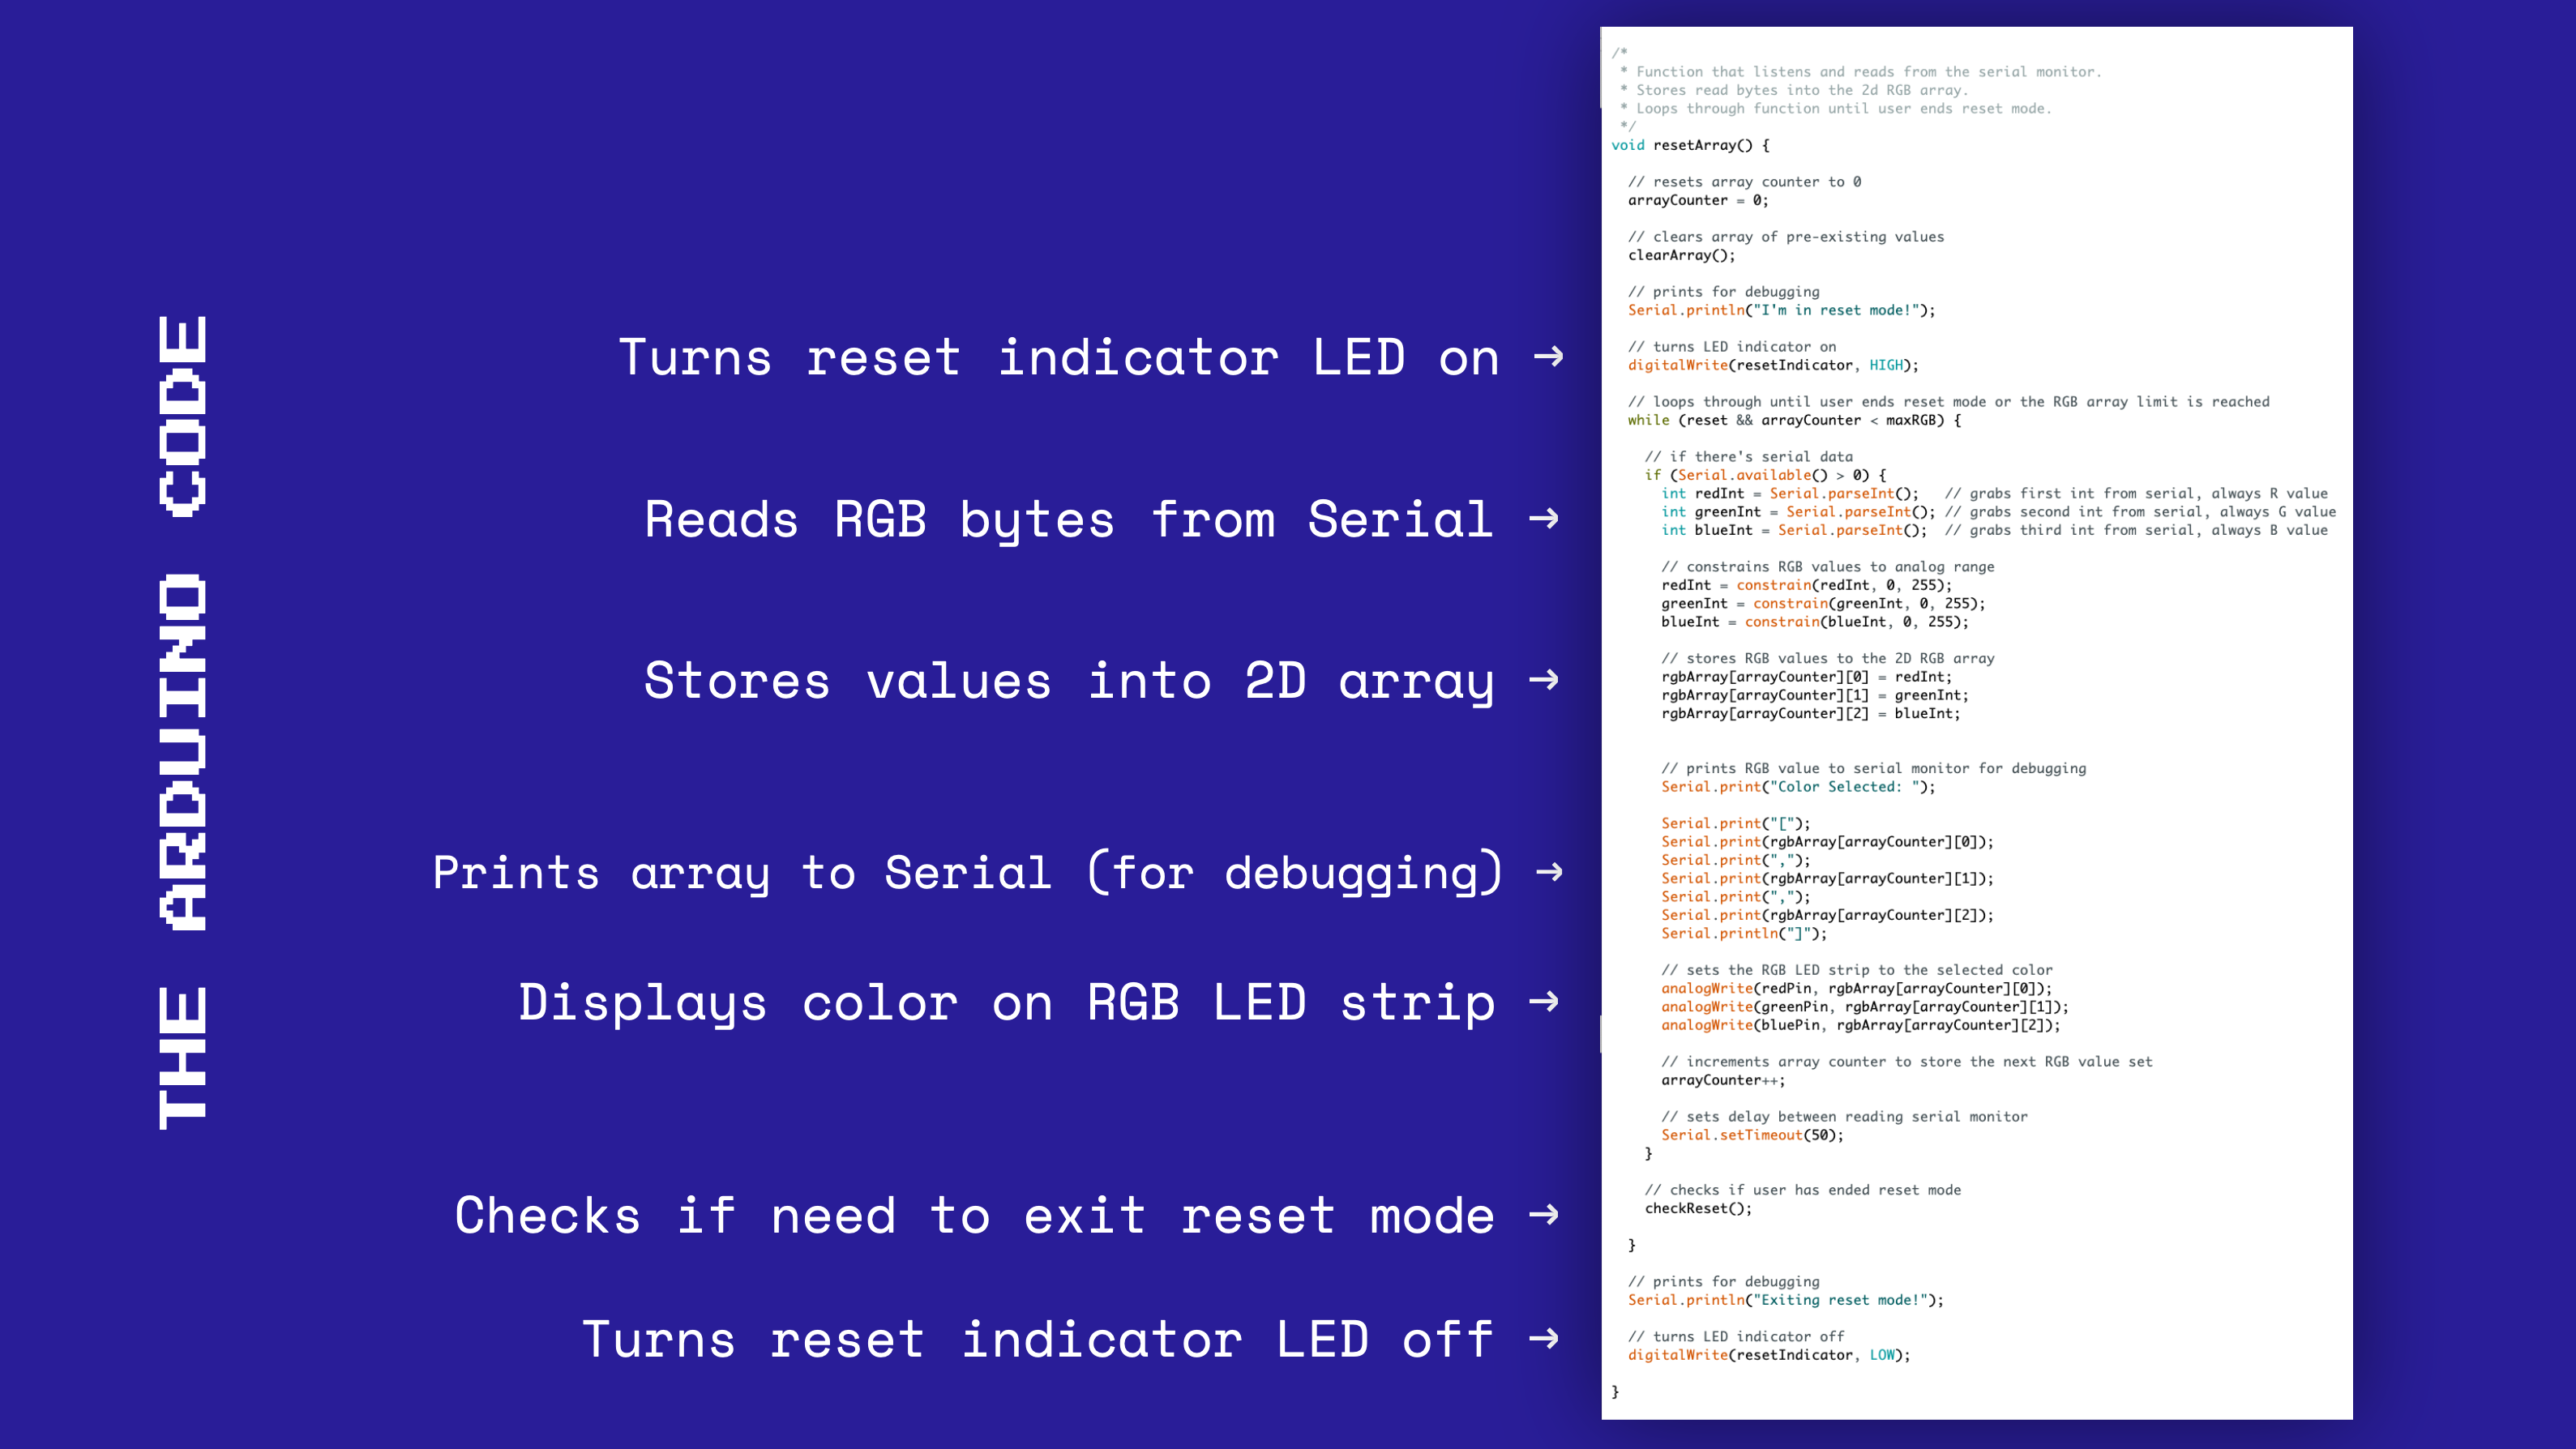 THE ARDUINO CODE
Turns reset indicator LED on →
Reads RGB bytes from Serial →
Stores values into 2D array →
Prints array to Serial (for debugging) →
Displays color on RGB LED strip →
Checks if need to exit reset mode →
Turns reset indicator LED off →
/*
 * Function that listens and reads from the serial monitor.
 * Stores read bytes into the 2d RGB array.
 * Loops through function until user ends reset mode.
 */
void resetArray() {
  // resets array counter to 0
  arrayCounter = 0;
  // clears array of pre-existing values
  clearArray();
  // prints for debugging
  Serial.println("I'm in reset mode!");
  // turns LED indicator on
  digitalWrite(resetIndicator, HIGH);
  // loops through until user ends reset mode or the RGB array limit is reached
  while (reset && arrayCounter < maxRGB) {
    // if there's serial data
    if (Serial.available() > 0) {
      int redInt = Serial.parseInt();   // grabs first int from serial, always R value
      int greenInt = Serial.parseInt(); // grabs second int from serial, always G value
      int blueInt = Serial.parseInt();  // grabs third int from serial, always B value
      // constrains RGB values to analog range
      redInt = constrain(redInt, 0, 255);
      greenInt = constrain(greenInt, 0, 255);
      blueInt = constrain(blueInt, 0, 255);
      // stores RGB values to the 2D RGB array
      rgbArray[arrayCounter][0] = redInt;
      rgbArray[arrayCounter][1] = greenInt;
      rgbArray[arrayCounter][2] = blueInt;
      // prints RGB value to serial monitor for debugging
      Serial.print("Color Selected: ");
      Serial.print("[");
      Serial.print(rgbArray[arrayCounter][0]);
      Serial.print(",");
      Serial.print(rgbArray[arrayCounter][1]);
      Serial.print(",");
      Serial.print(rgbArray[arrayCounter][2]);
      Serial.println("]");
      // sets the RGB LED strip to the selected color
      analogWrite(redPin, rgbArray[arrayCounter][0]);
      analogWrite(greenPin, rgbArray[arrayCounter][1]);
      analogWrite(bluePin, rgbArray[arrayCounter][2]);
      // increments array counter to store the next RGB value set
      arrayCounter++;
      // sets delay between reading serial monitor
      Serial.setTimeout(50);
    }
    // checks if user has ended reset mode
    checkReset();
  }
  // prints for debugging
  Serial.println("Exiting reset mode!");
  // turns LED indicator off
  digitalWrite(resetIndicator, LOW);
}